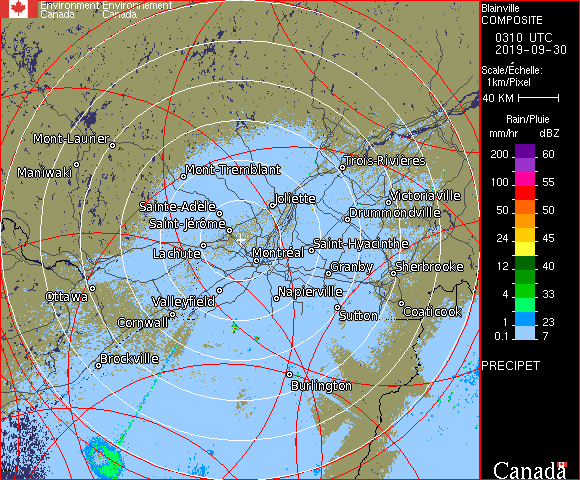 Environment Environnement
Canada Canada
Blainville
COMPOSITE
0310 UTC
2019-09-30
Scale/Échelle:
1km/Pixel
40 KM
Rain/Pluie
mm/hr dBZ
200 60
100 55
50 50
24 45
12 40
4 33
1 23
0.1 7
PRECIPET
Canada
Mont-Laurier
Maniwaki
Mont-Tremblant
Trois-Rivières
Sainte-Adèle
Joliette
Victoriaville
Drummondville
Saint-Jérôme
Lachute
Montréal
Saint-Hyacinthe
Granby
Sherbrooke
Ottawa
Valleyfield
Napierville
Cornwall
Sutton
Coaticook
Brockville
Burlington